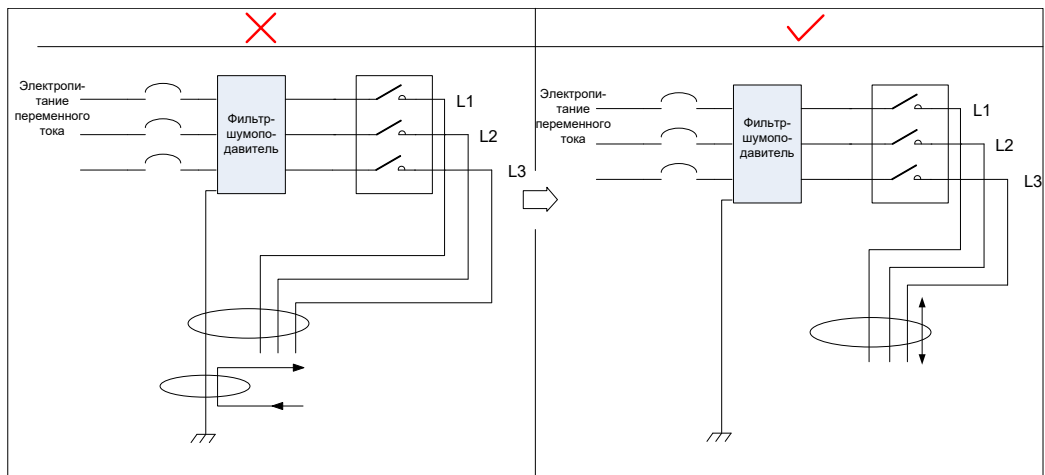 Электропи-
тание
переменного
тока
Фильтр-
шумопо-
давитель
L1
L2
L3
Электропи-
тание
переменного
тока
Фильтр-
шумопо-
давитель
L1
L2
L3